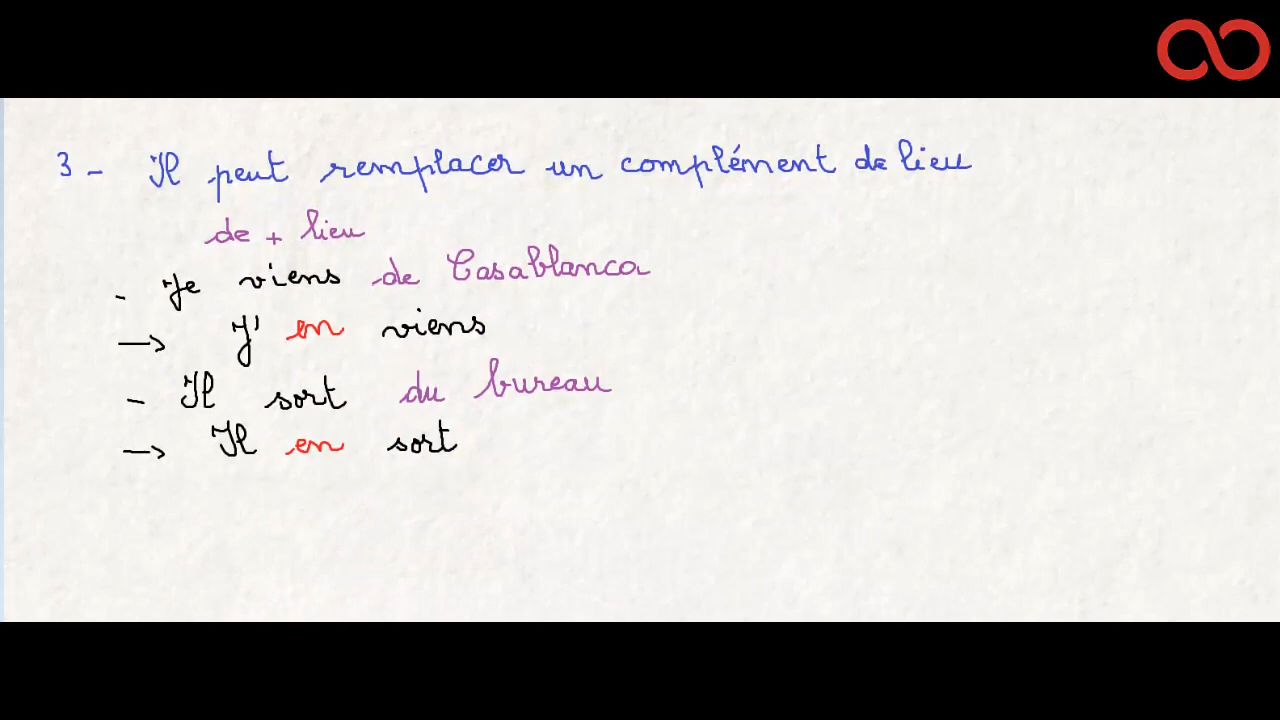 3 - Il peut remplacer un complément de lieu
de + lieu
- Je viens de Casablanca
→ J' en viens
- Il sort du bureau
→ Il en sort